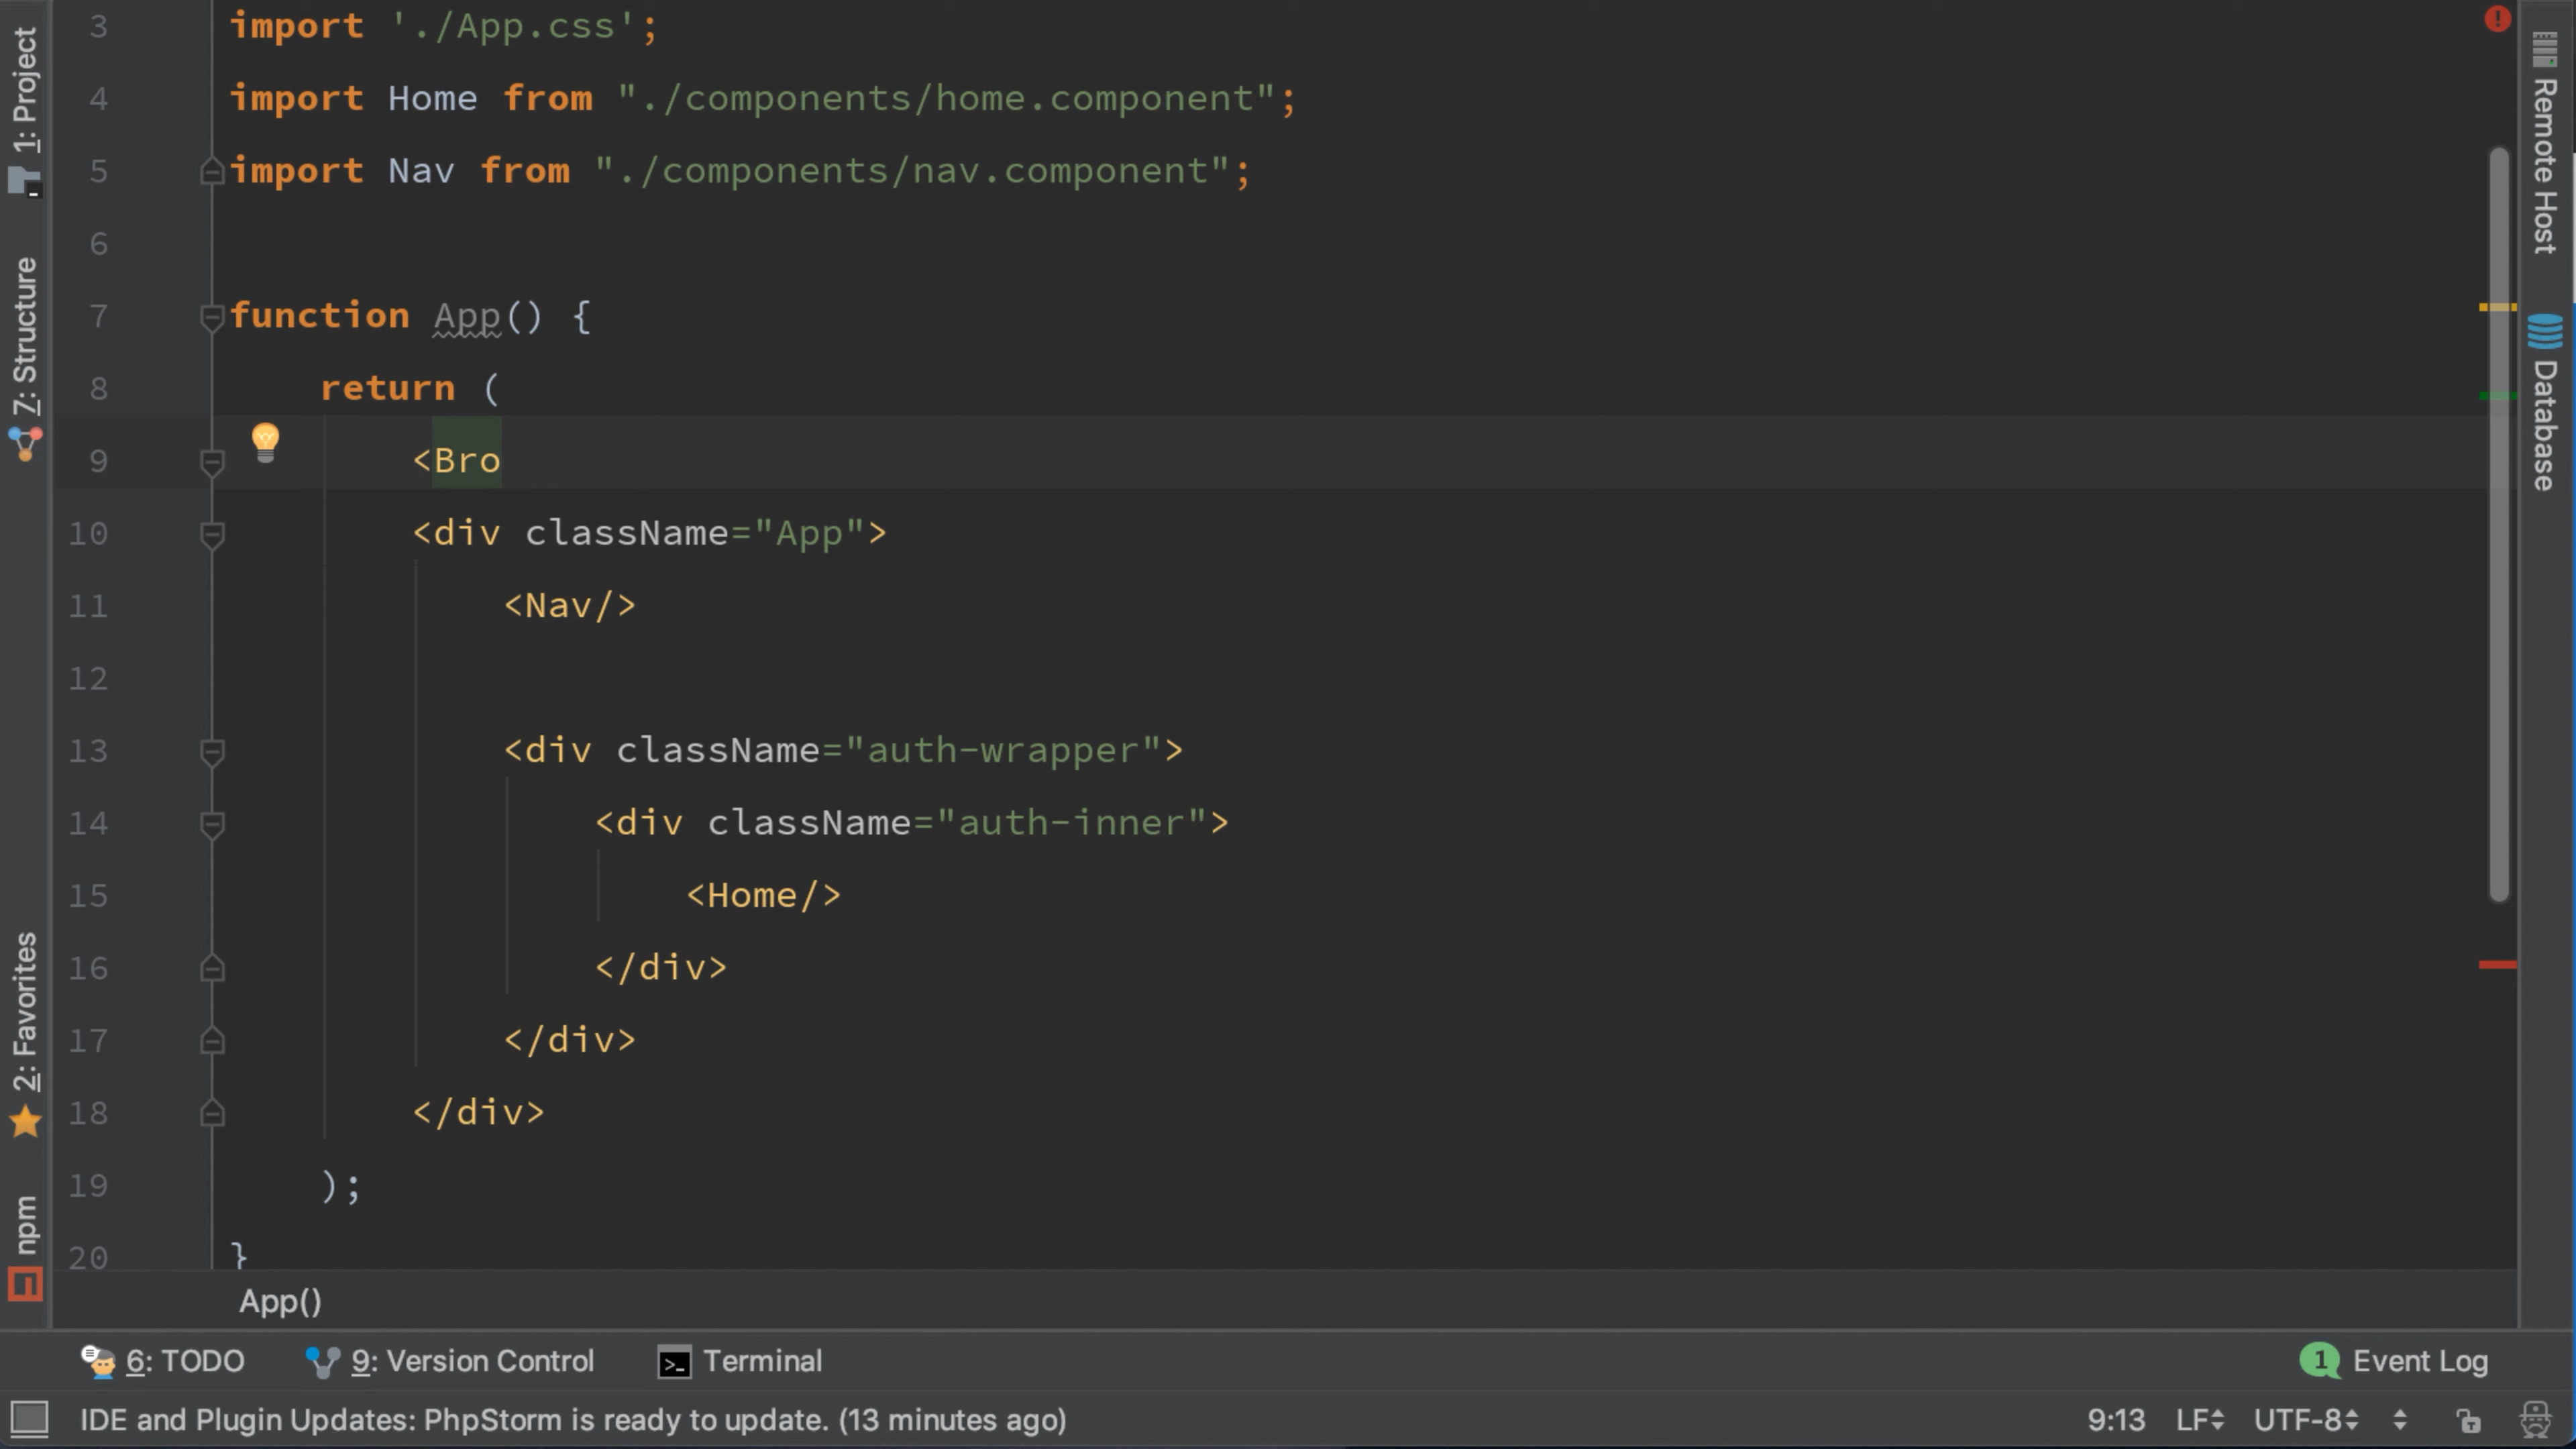 1: Project
7: Structure
2: Favorites
npm
3 import './App.css';
4 import Home from "./components/home.component";
5 import Nav from "./components/nav.component";
6
7 function App() {
8 return (
9 <Bro
10 <div className="App">
11 <Nav/>
12
13 <div className="auth-wrapper">
14 <div className="auth-inner">
15 <Home/>
16 </div>
17 </div>
18 </div>
19 );
20 }
App()
Remote Host
Database
6: TODO 9: Version Control Terminal 1 Event Log
IDE and Plugin Updates: PhpStorm is ready to update. (13 minutes ago) 9:13 LF UTF-8